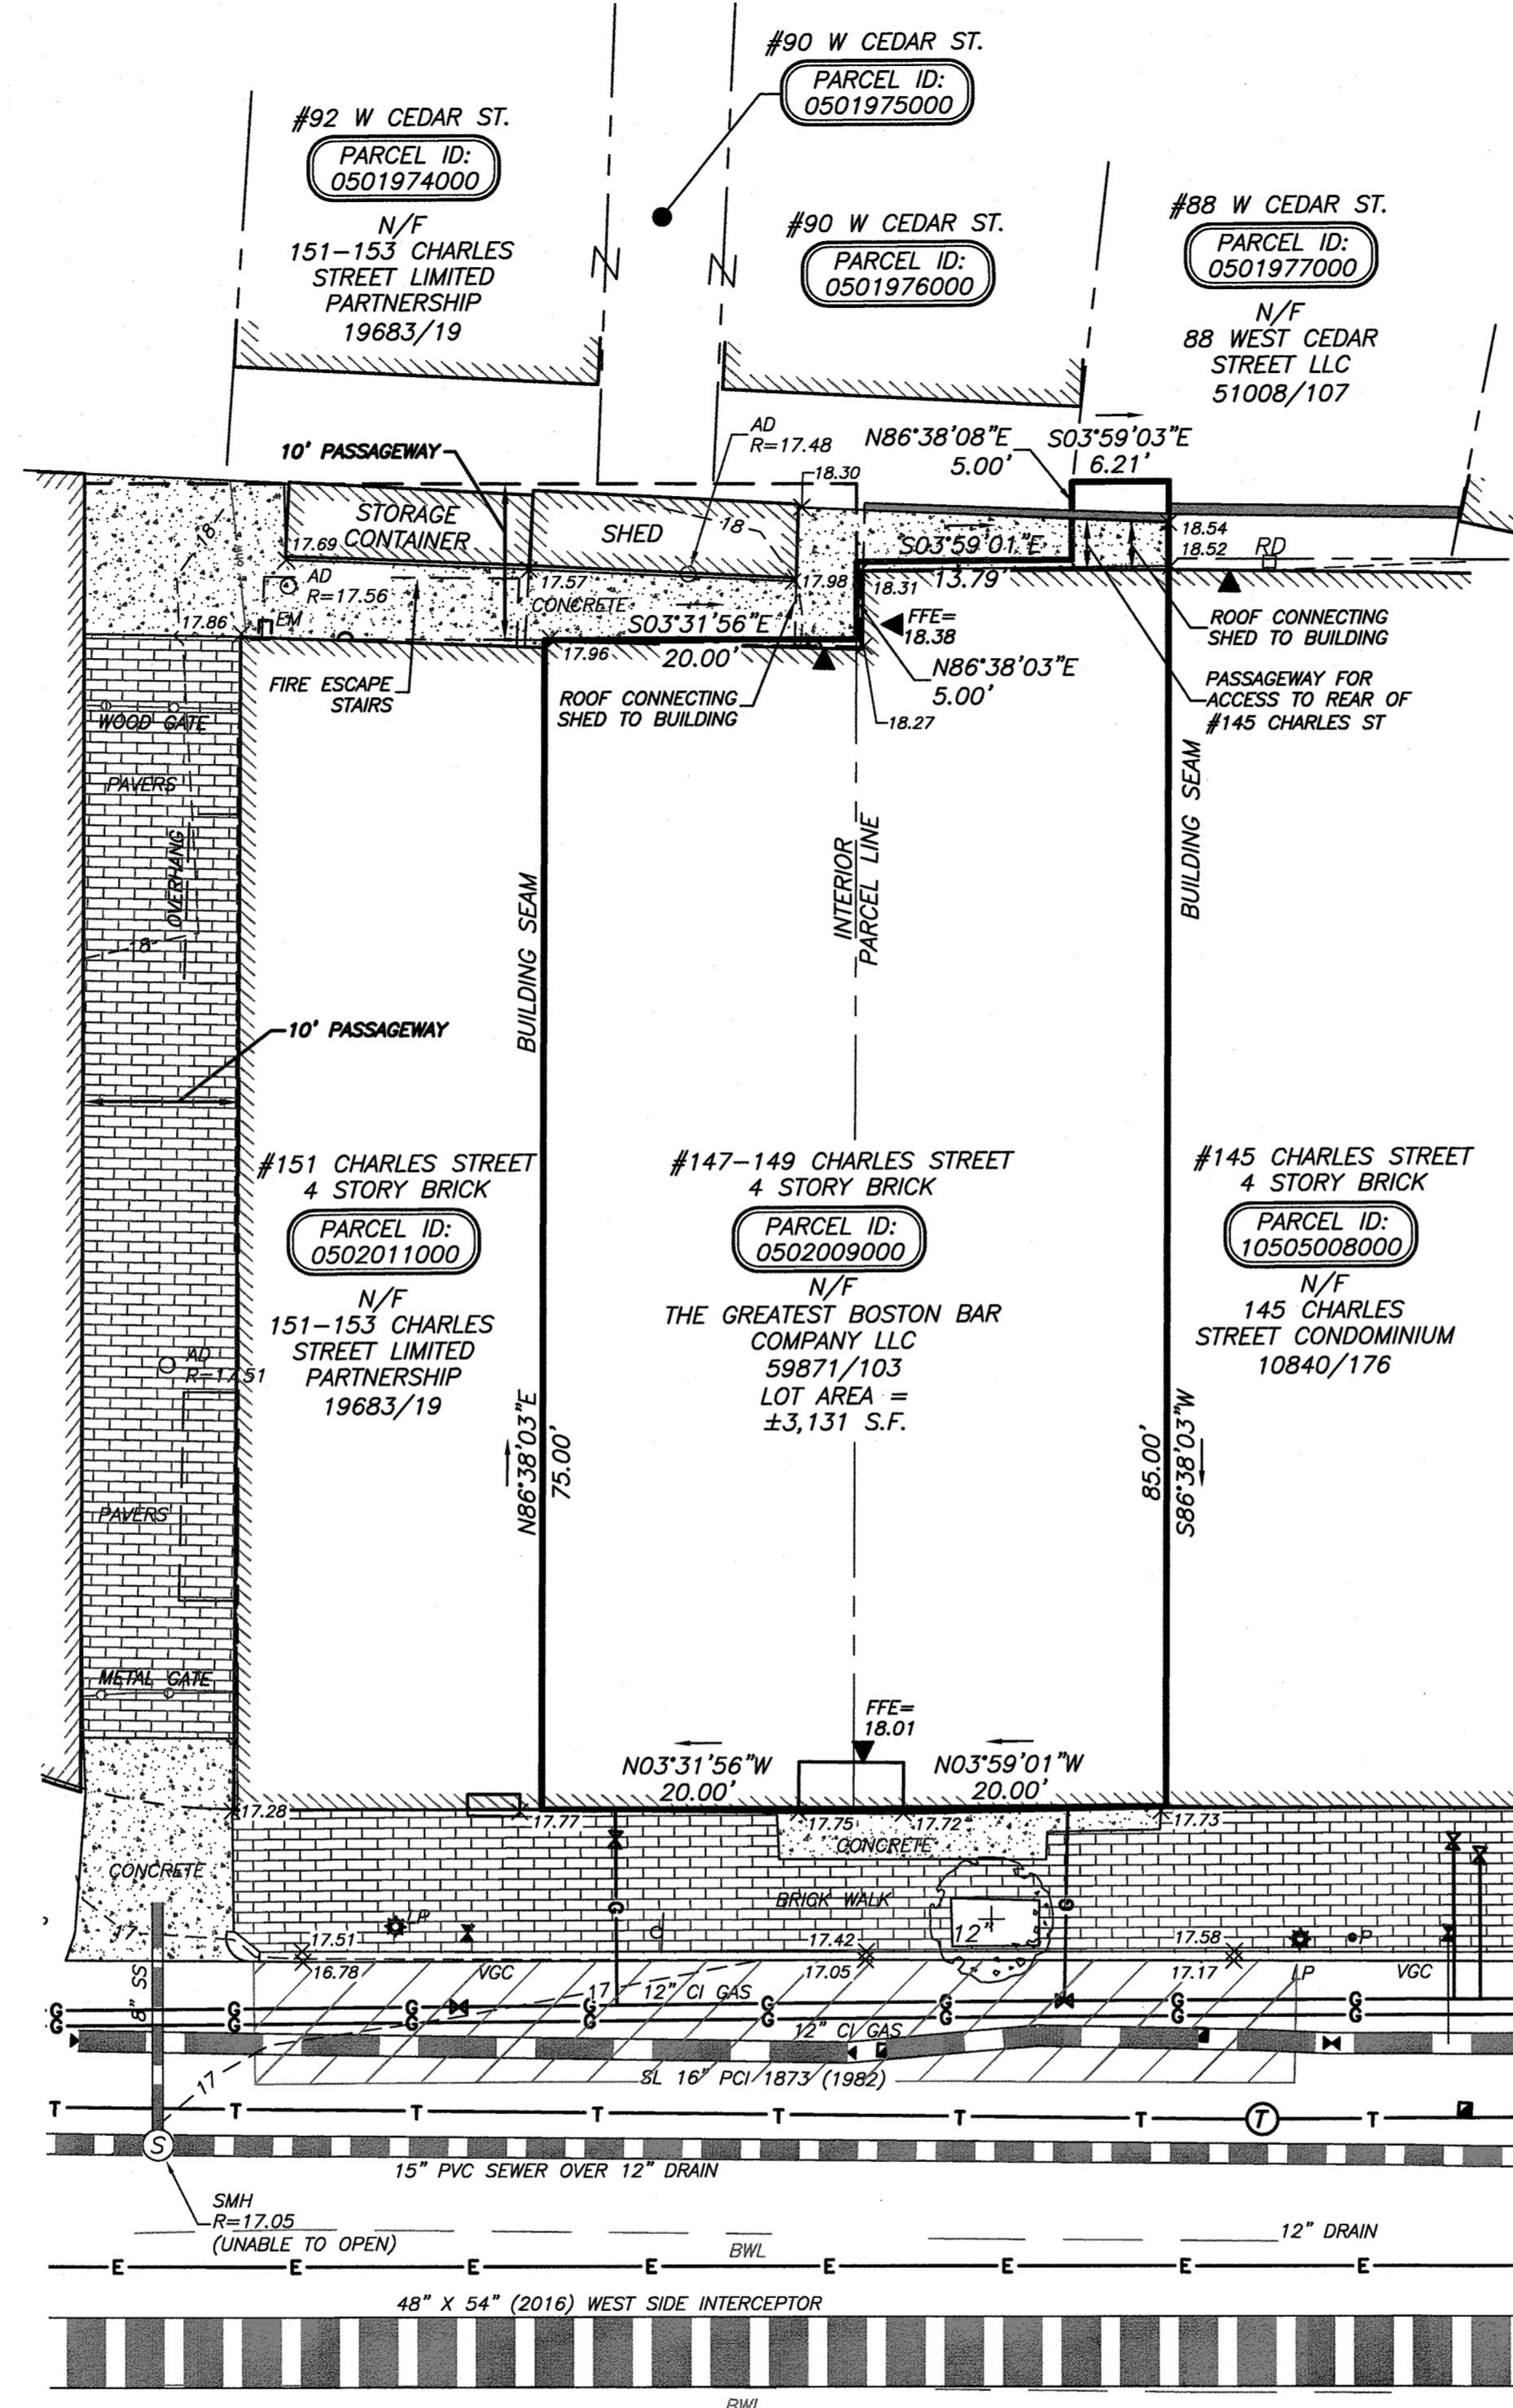 #90 W CEDAR ST.
PARCEL ID:
0501975000
#92 W CEDAR ST.
PARCEL ID:
0501974000
N/F
151-153 CHARLES
STREET LIMITED
PARTNERSHIP
19683/19
#90 W CEDAR ST.
PARCEL ID:
0501976000
#88 W CEDAR ST.
PARCEL ID:
0501977000
N/F
88 WEST CEDAR
STREET LLC
51008/107
10' PASSAGEWAY
AD
R=17.48
18.30
N86°38'08"E
5.00'
S03°59'03"E
6.21'
STORAGE
CONTAINER
SHED
18
18
17.69
AD
R=17.56
17.57
CONCRETE
17.98
18.31
S03°59'01"E
13.79'
18.54
18.52
RD
17.86
EM
S03°31'56"E
20.00'
17.96
FFE=
18.38
N86°38'03"E
5.00'
18.27
ROOF CONNECTING
SHED TO BUILDING
FIRE ESCAPE
STAIRS
ROOF CONNECTING
SHED TO BUILDING
PASSAGEWAY FOR
ACCESS TO REAR OF
#145 CHARLES ST
WOOD GATE
PAVERS
OVERHANG
18
BUILDING SEAM
INTERIOR
PARCEL LINE
BUILDING SEAM
10' PASSAGEWAY
#151 CHARLES STREET
4 STORY BRICK
PARCEL ID:
0502011000
N/F
151-153 CHARLES
STREET LIMITED
PARTNERSHIP
19683/19
#147-149 CHARLES STREET
4 STORY BRICK
PARCEL ID:
0502009000
N/F
THE GREATEST BOSTON BAR
COMPANY LLC
59871/103
LOT AREA =
±3,131 S.F.
#145 CHARLES STREET
4 STORY BRICK
PARCEL ID:
10505008000
N/F
145 CHARLES
STREET CONDOMINIUM
10840/176
AD
R=17.51
N86°38'03"E
75.00'
85.00'
S86°38'03"W
PAVERS
METAL GATE
FFE=
18.01
N03°31'56"W
20.00'
N03°59'01"W
20.00'
17.28
17.77
17.75
17.72
17.73
CONCRETE
CONCRETE
BRICK WALK
12"
LP
G
G
P
17
17.51
17.42
17.58
16.78
VGC
17.05
17.17
LP
VGC
8" SS
17
12" CI GAS
G G G G G G G G
G G G G G G G G
12" CI GAS
SL 16" PCI 1873 (1982)
17
T T T T T T T T T
S
15" PVC SEWER OVER 12" DRAIN
SMH
R=17.05
(UNABLE TO OPEN)
12" DRAIN
BWL
E E E E E E E E
48" X 54" (2016) WEST SIDE INTERCEPTOR
BWL